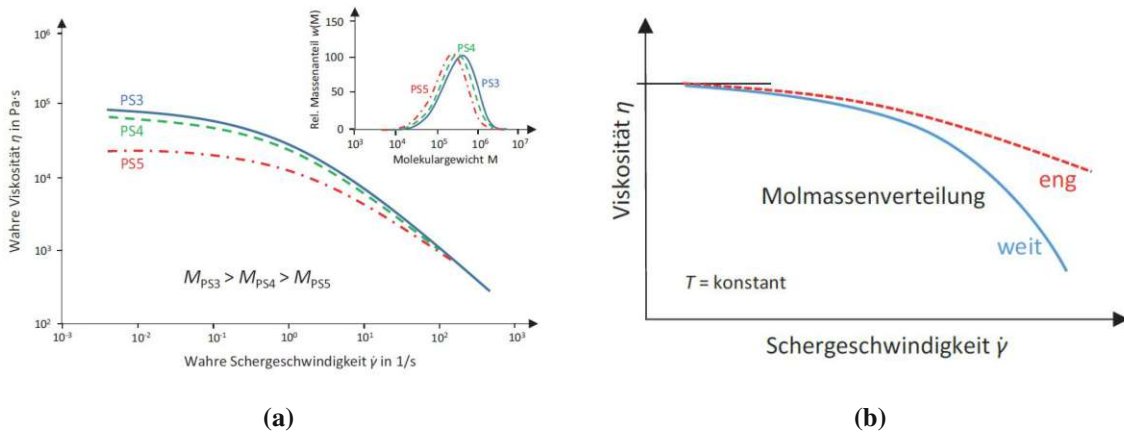 Wahre Viskosität η in Pa·s
10⁶
10⁵
10⁴
10³
10²
PS3
PS4
PS5
M_PS3 > M_PS4 > M_PS5
10⁻³
10⁻²
10⁻¹
10⁰
10¹
10²
10³
Wahre Schergeschwindigkeit γ̇ in 1/s
Rel. Massenanteil w(M)
150
100
50
0
PS4
PS5
PS3
10³
10⁴
10⁵
10⁶
10⁷
Molekulargewicht M
(a)
Viskosität η
eng
Molmassenverteilung
weit
T = konstant
Schergeschwindigkeit γ̇
(b)